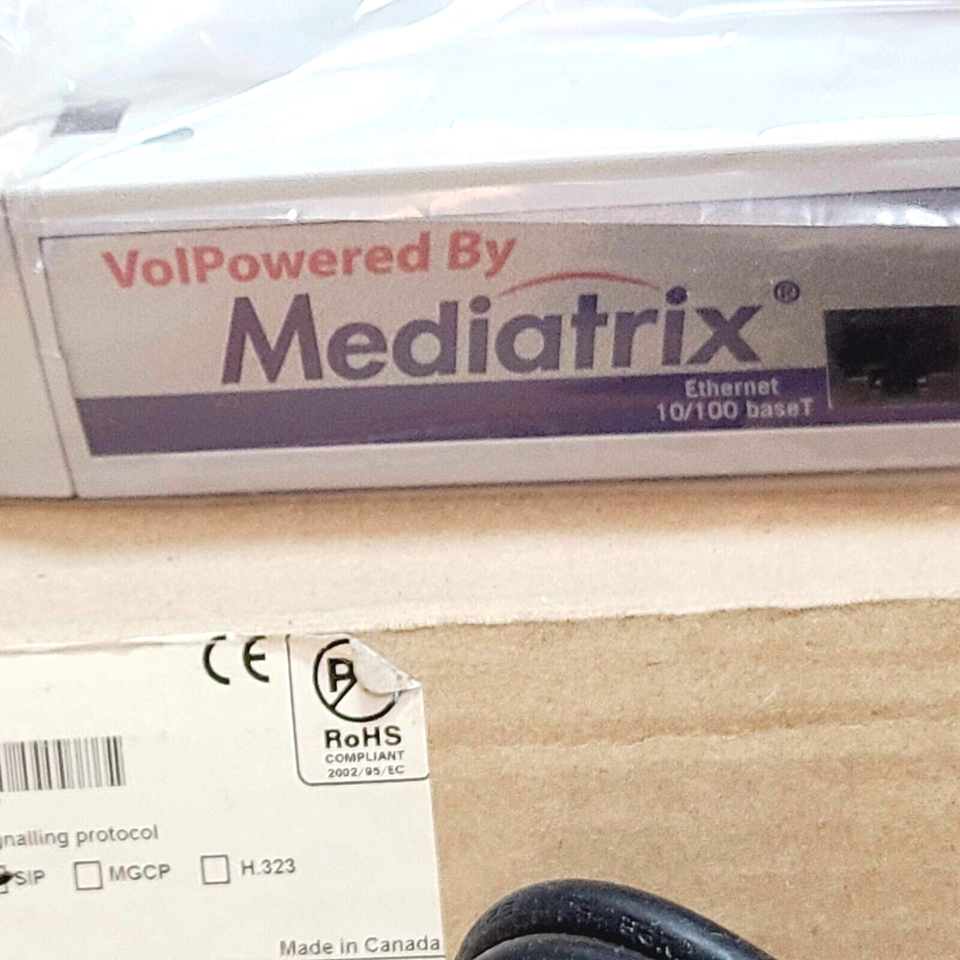 VoIPowered By
Mediatrix®
Ethernet
10/100 baseT
CE
RoHS
COMPLIANT
2002/95/EC
protocol
SIP MGCP H.323
Made in Canada